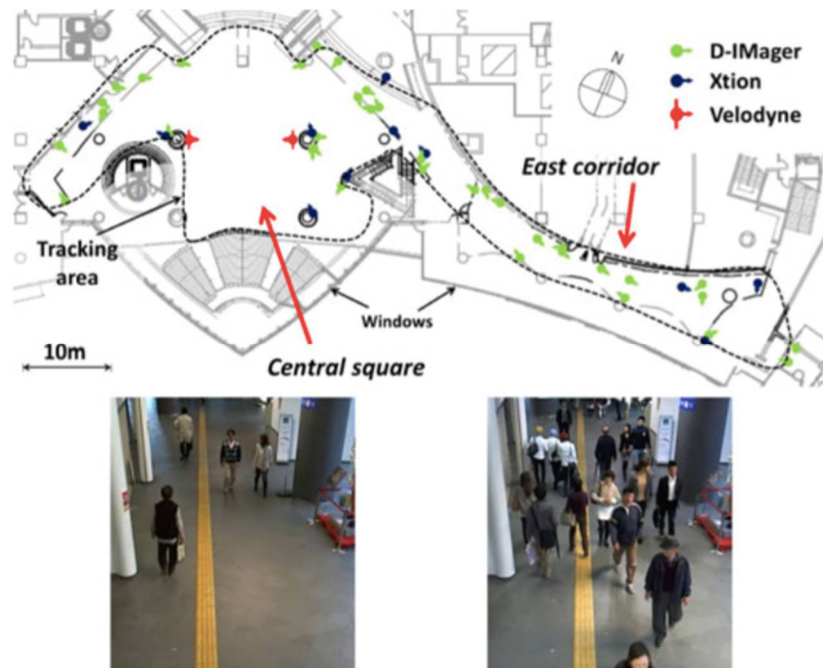 N
D-IMager
Xtion
Velodyne
East corridor
Tracking
area
Windows
10m
Central square